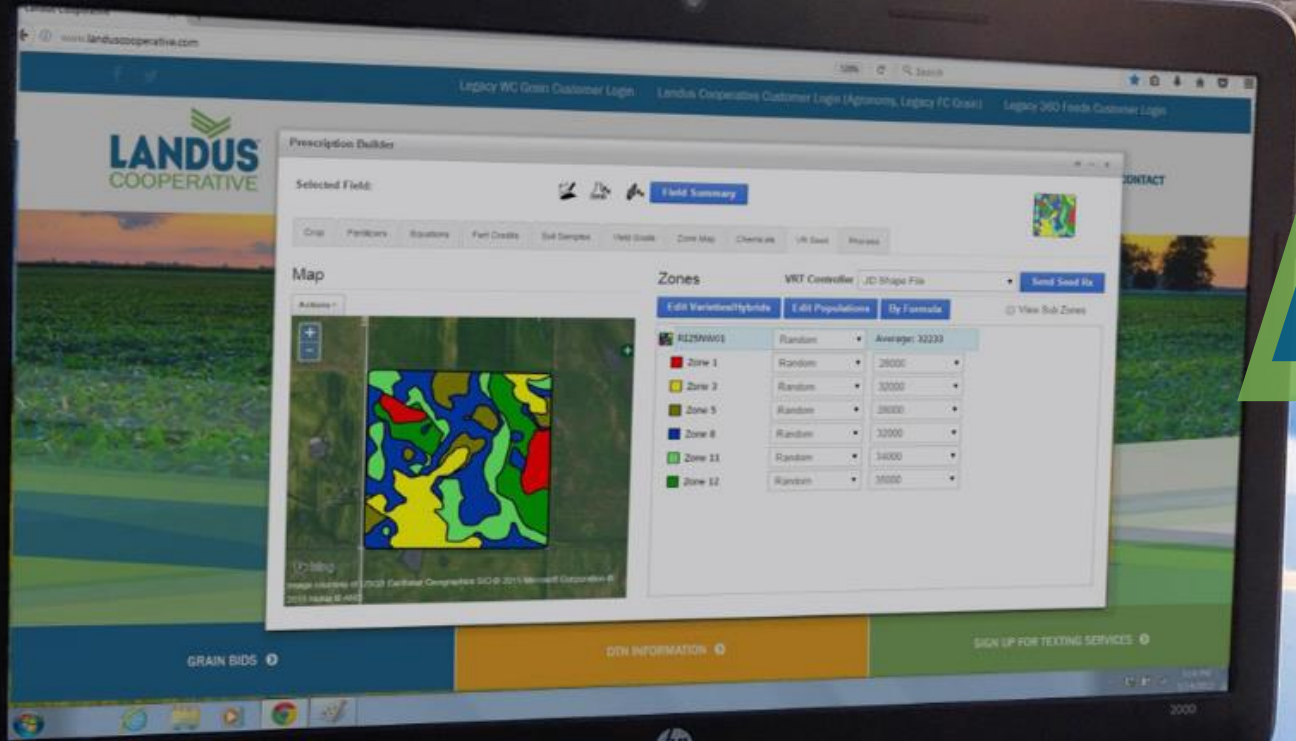 Landus Cooperative
www.landuscooperative.com
Search
Legacy WC Grain Customer Login
Landus Cooperative Customer Login (Agronomy, Legacy FC Grain)
Legacy 360 Feeds Customer Login
LANDUS
COOPERATIVE
CONTACT
Prescription Builder
Selected Field:
Field Summary
Crop
Fertilizers
Equations
Fert Credits
Soil Samples
Yield Goals
Zone Map
Chemicals
VR Seed
Process
Map
Actions
Zones
VRT Controller
JD Shape File
Send Seed Rx
Edit Varieties/Hybrids
Edit Populations
By Formula
View Sub Zones
Random
Average: 32233
Zone 1
Random
28000
Zone 3
Random
32000
Zone 5
Random
28000
Zone 8
Random
32000
Zone 11
Random
34000
Zone 12
Random
35000
bing
GRAIN BIDS
DTN INFORMATION
SIGN UP FOR TEXTING SERVICES
2000
hp